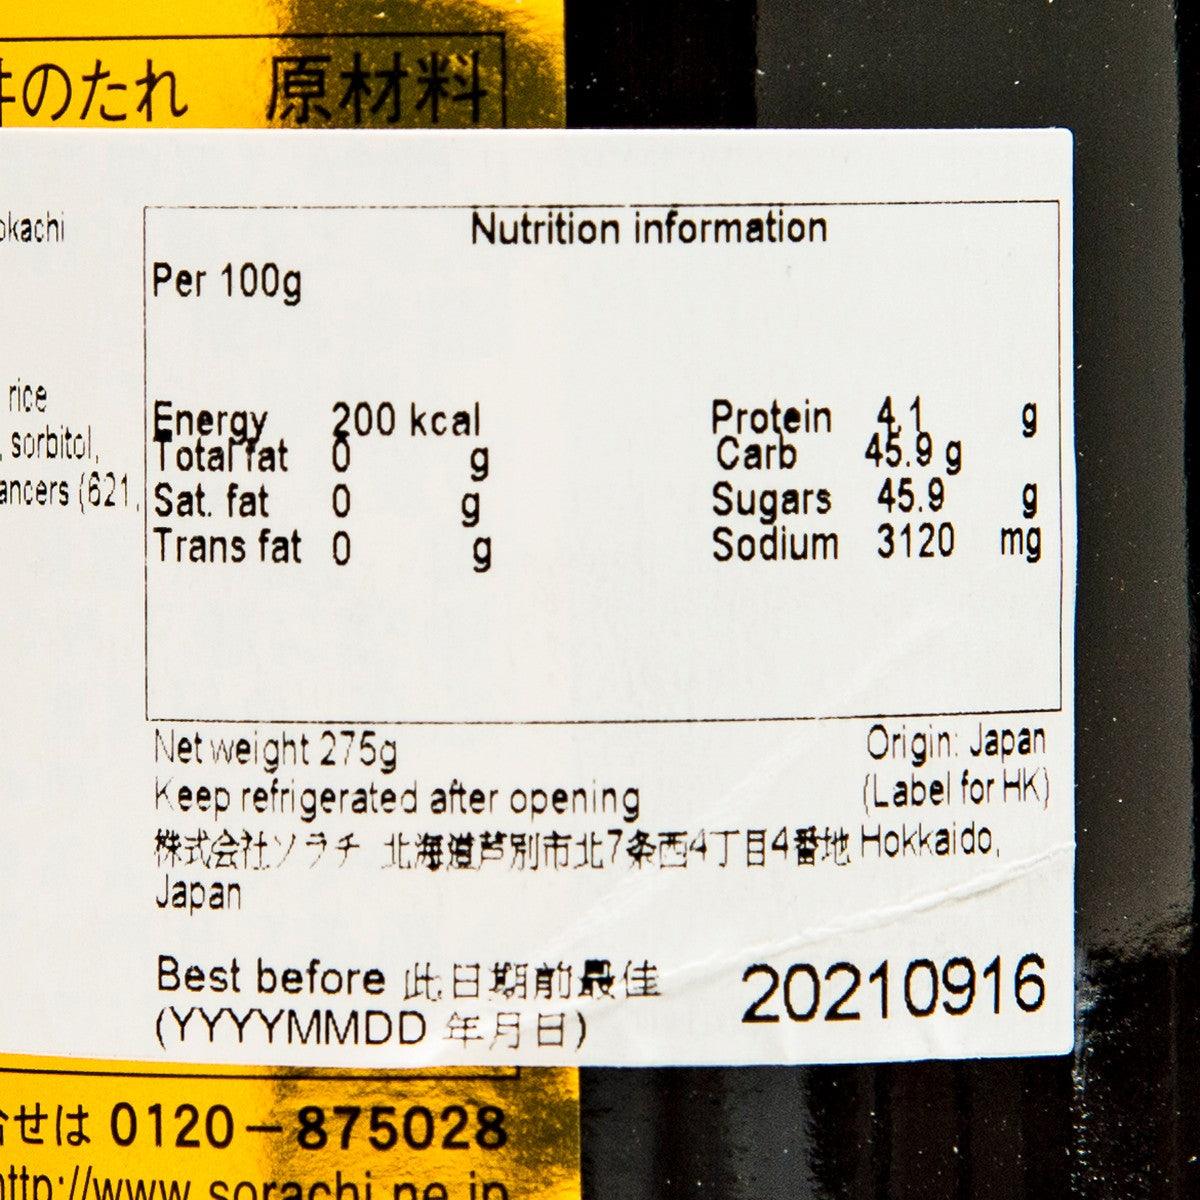 のたれ 原材料
Nutrition information
Per 100g
rice
sorbitol,
(621,
Energy 200 kcal Protein 4.1 g
Total fat 0 g Carb 45.9 g
Sat. fat 0 g Sugars 45.9 g
Trans fat 0 g Sodium 3120 mg
Net weight 275g Origin: Japan
Keep refrigerated after opening (Label for HK)
株式会社ソラチ 北海道芦別市北7条西4丁目4番地 Hokkaido,
Japan
Best before 此日期前最佳 20210916
(YYYYMMDD 年月日)
せは 0120-875028
http://www.sorachi.ne.jp